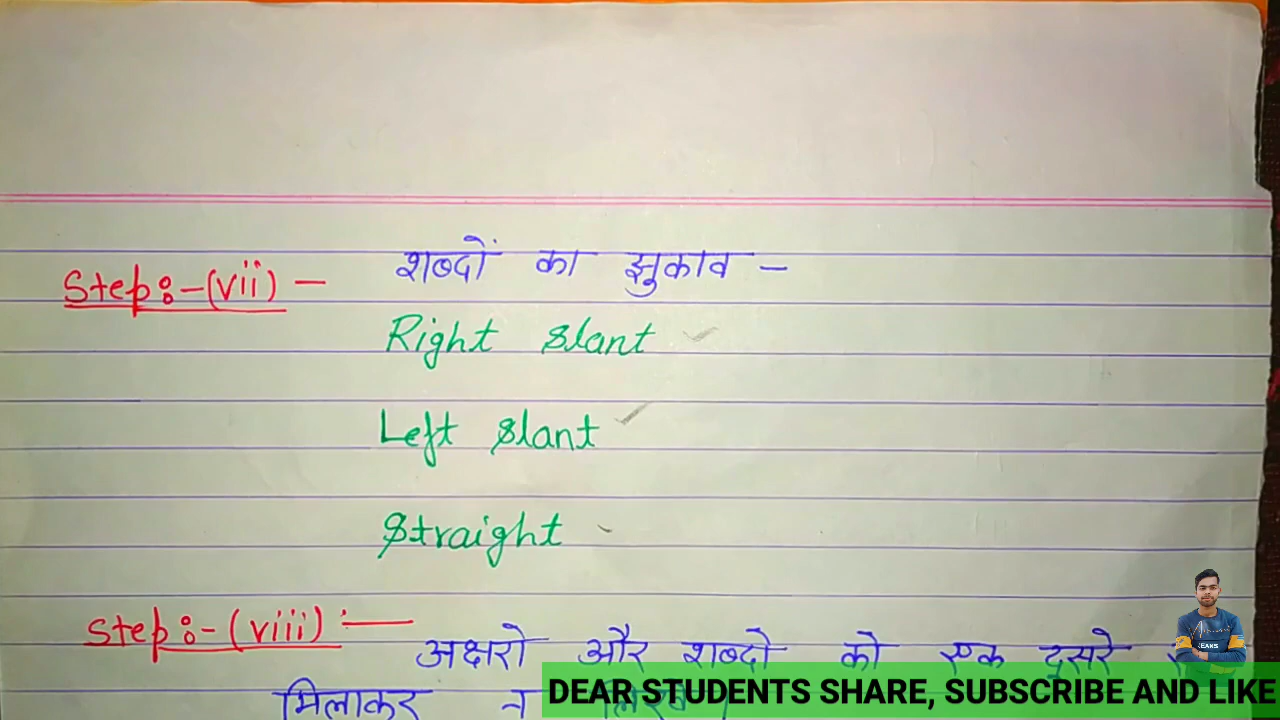 Step:-(vii) - शब्दों का झुकाव -
Right Slant
Left Slant
Straight
Step:-(viii):- अक्षरो और शब्दो को एक दूसरे
मिलाकर न
DEAR STUDENTS SHARE, SUBSCRIBE AND LIKE